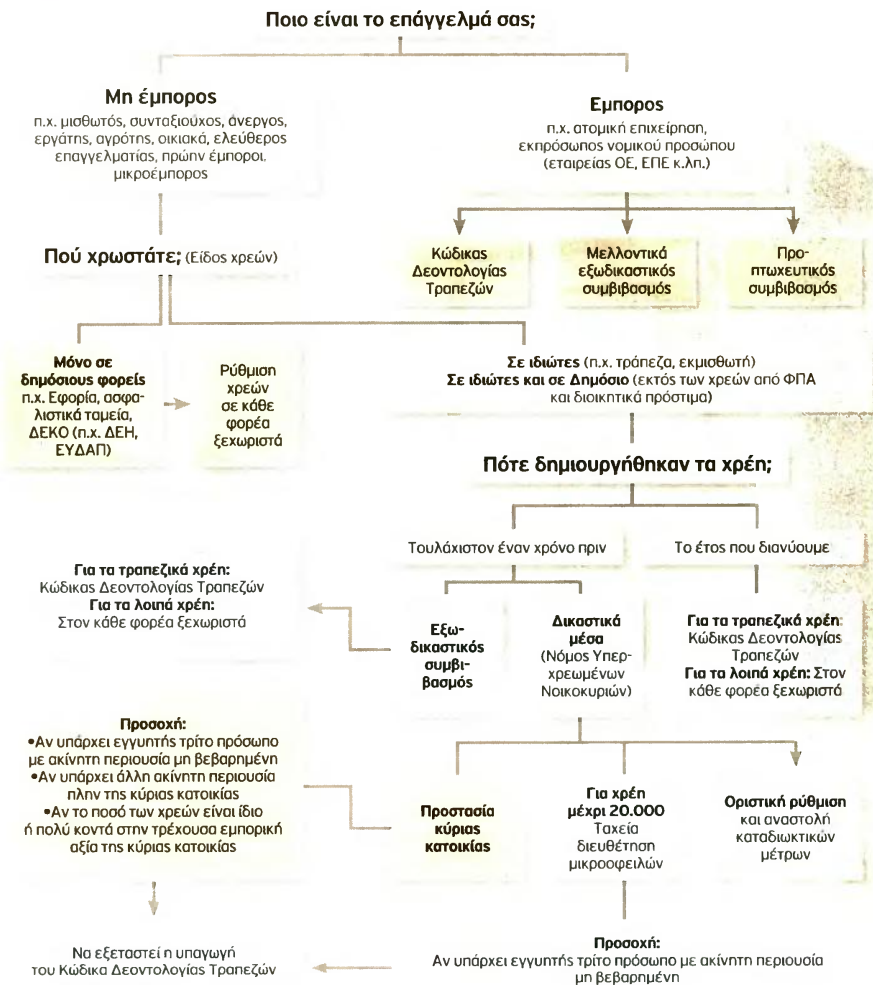 Ποιο είναι το επάγγελμά σας;
Μη έμπορος
π.χ. μισθωτός, συνταξιούχος, άνεργος,
εργάτης, αγρότης, οικιακά, ελεύθερος
επαγγελματίας, πρώην έμποροι,
μικροέμπορος
Εμπορος
π.χ. ατομική επιχείρηση,
εκπρόσωπος νομικού προσώπου
(εταιρείας ΟΕ, ΕΠΕ κ.λπ.)
Κώδικας
Δεοντολογίας
Τραπεζών
Μελλοντικά
εξωδικαστικός
συμβιβασμός
Προ-
πτωχευτικός
συμβιβασμός
Πού χρωστάτε; (Είδος χρεών)
Μόνο σε
δημόσιους φορείς
π.χ. Εφορία, ασφα-
λιστικά ταμεία,
ΔΕΚΟ (π.χ. ΔΕΗ,
ΕΥΔΑΠ)
Ρύθμιση
χρεών
σε κάθε
φορέα
ξεχωριστά
Σε ιδιώτες (π.χ. τράπεζα, εκμισθωτή)
Σε ιδιώτες και σε Δημόσιο (εκτός των χρεών από ΦΠΑ
και διοικητικά πρόστιμα)
Πότε δημιουργήθηκαν τα χρέη;
Τουλάχιστον έναν χρόνο πριν
Το έτος που διανύουμε
Για τα τραπεζικά χρέη:
Κώδικας Δεοντολογίας Τραπεζών
Για τα λοιπά χρέη:
Στον κάθε φορέα ξεχωριστά
Εξω-
δικαστικός
συμβι-
βασμός
Δικαστικά
μέσα
(Νόμος Υπερ-
χρεωμένων
Νοικοκυριών)
Για τα τραπεζικά χρέη:
Κώδικας Δεοντολογίας
Τραπεζών
Για τα λοιπά χρέη: Στον
κάθε φορέα ξεχωριστά
Προσοχή:
•Αν υπάρχει εγγυητής τρίτο πρόσωπο
με ακίνητη περιουσία μη βεβαρημένη
•Αν υπάρχει άλλη ακίνητη περιουσία
πλην της κύριας κατοικίας
•Αν το ποσό των χρεών είναι ίδιο
ή πολύ κοντά στην τρέχουσα εμπορική
αξία της κύριας κατοικίας
Προστασία
κύριας
κατοικίας
Για χρέη
μέχρι 20.000
Ταχεία
διευθέτηση
μικροοφειλών
Οριστική ρύθμιση
και αναστολή
καταδιωκτικών
μέτρων
Να εξεταστεί η υπαγωγή
του Κώδικα Δεοντολογίας Τραπεζών
Προσοχή:
Αν υπάρχει εγγυητής τρίτο πρόσωπο με ακίνητη περιουσία
μη βεβαρημένη